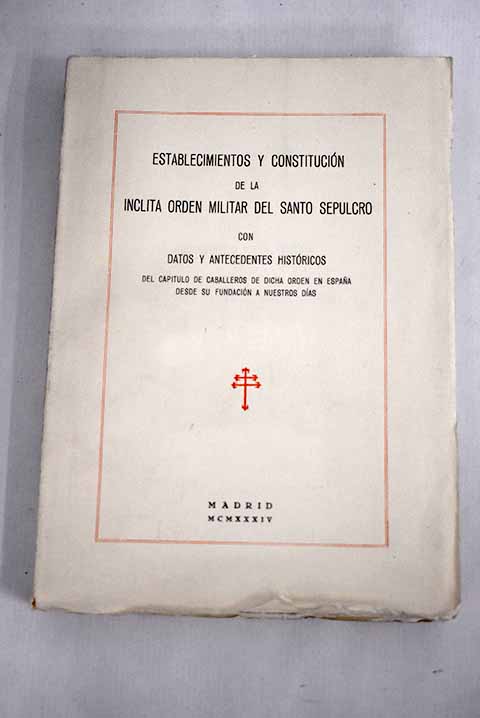 ESTABLECIMIENTOS Y CONSTITUCIÓN
DE LA
INCLITA ORDEN MILITAR DEL SANTO SEPULCRO
CON
DATOS Y ANTECEDENTES HISTÓRICOS
DEL CAPITULO DE CABALLEROS DE DICHA ORDEN EN ESPAÑA
DESDE SU FUNDACIÓN A NUESTROS DÍAS
MADRID
MCMXXXIV